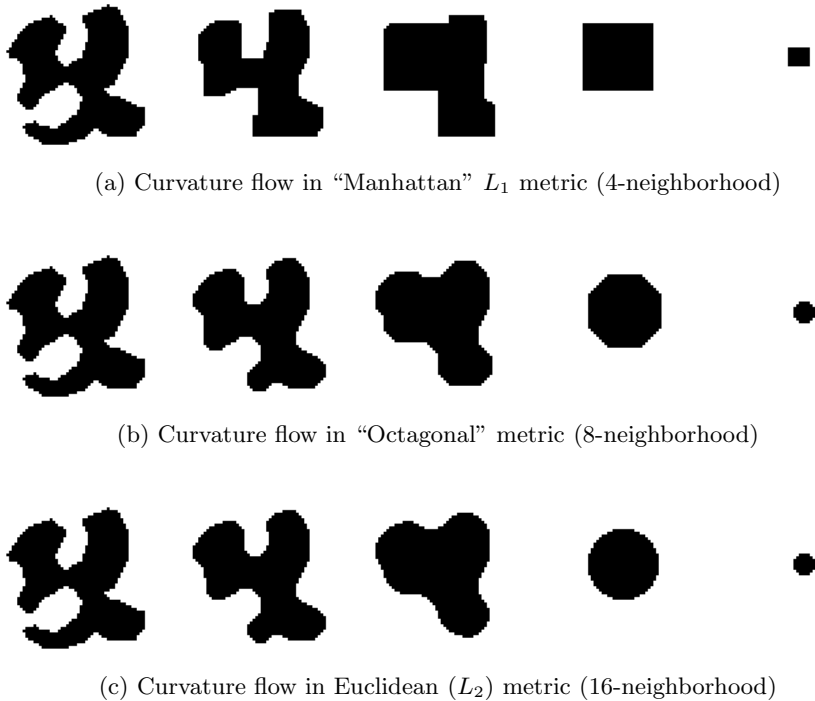 (a) Curvature flow in “Manhattan” L₁ metric (4-neighborhood)
(b) Curvature flow in “Octagonal” metric (8-neighborhood)
(c) Curvature flow in Euclidean (L₂) metric (16-neighborhood)